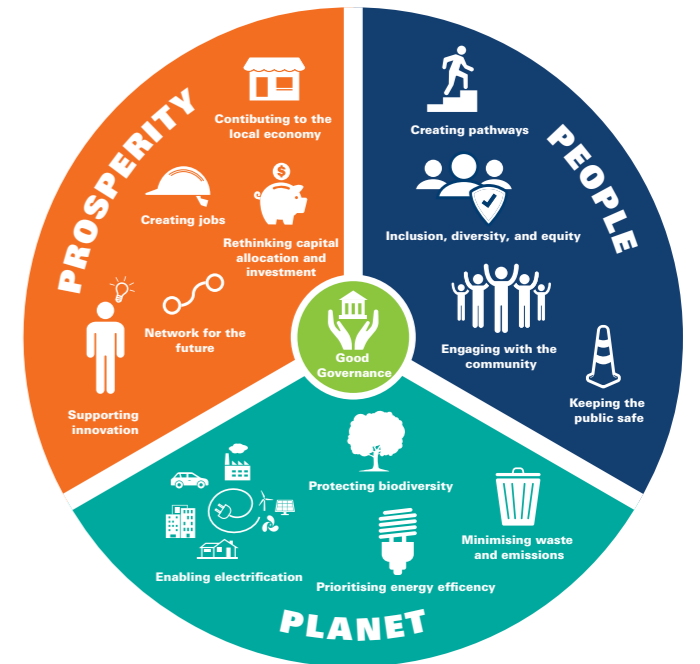 PROSPERITY
Contibuting to the
local economy
Creating jobs
$
Rethinking capital
allocation and
investment
Network for the
future
Supporting
innovation
PEOPLE
Creating pathways
Inclusion, diversity, and equity
Engaging with the
community
Keeping the
public safe
Good
Governance
Protecting biodiversity
Minimising waste
and emissions
Enabling electrification
Prioritising energy efficency
PLANET